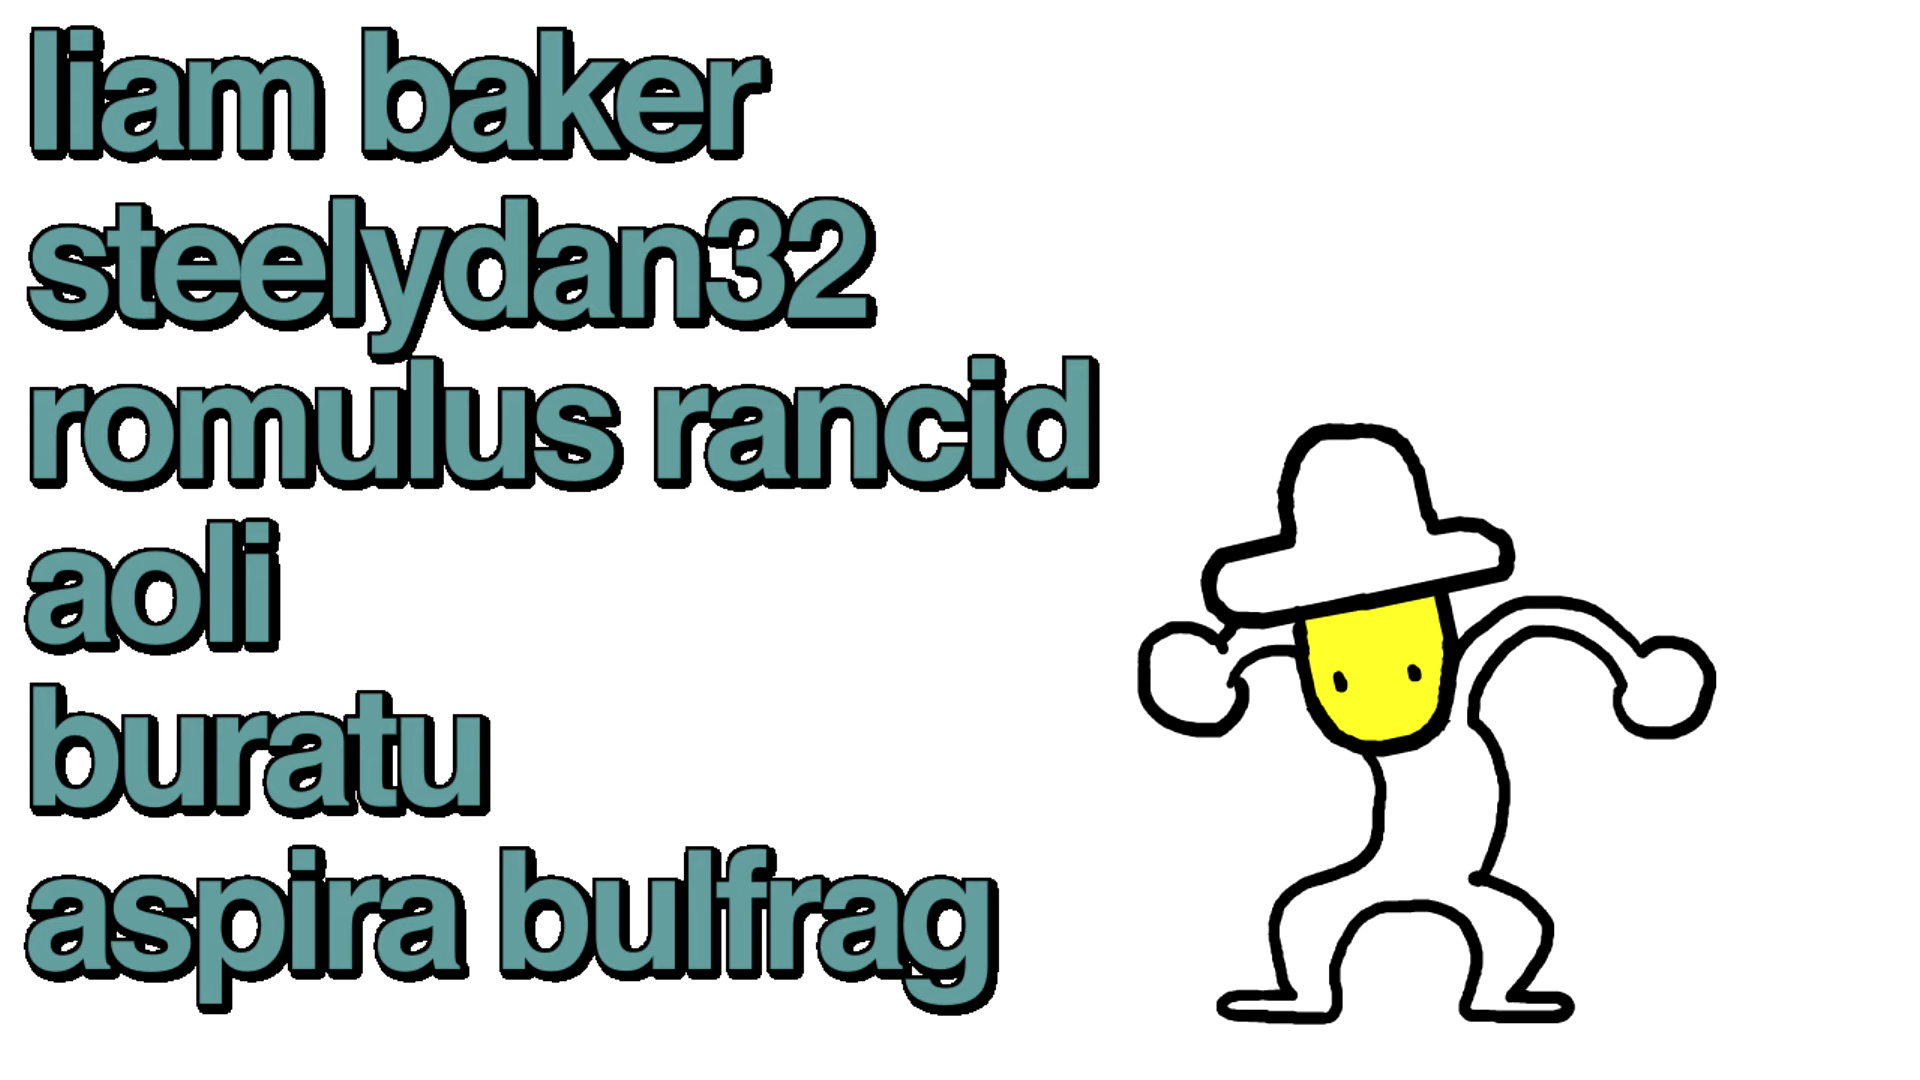 liam baker
steelydan32
romulus rancid
aoli
buratu
aspira bulfrag